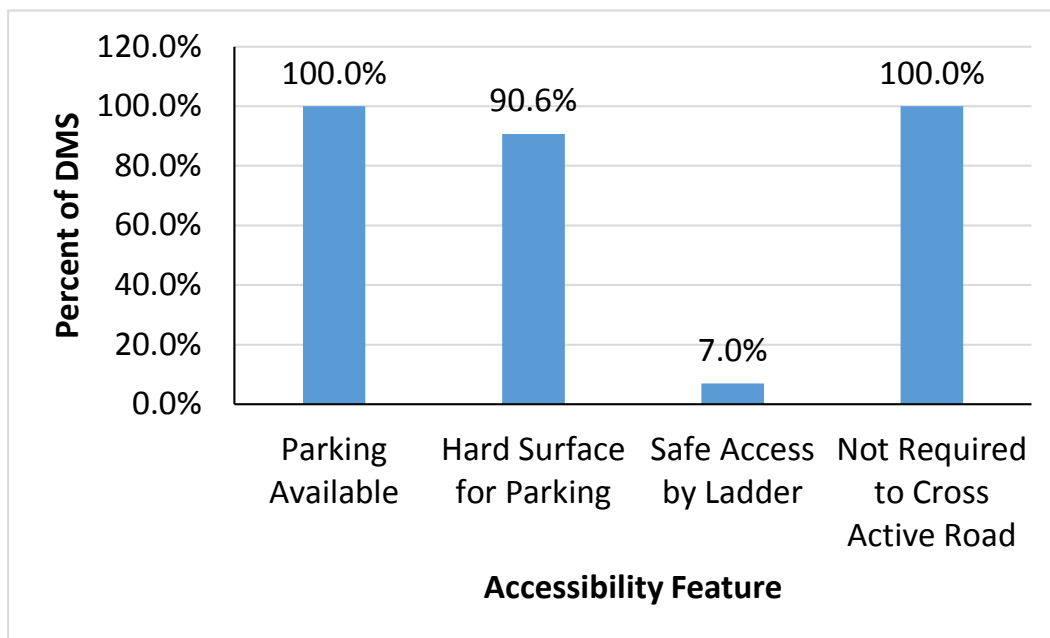 120.0%
100.0%
80.0%
60.0%
40.0%
20.0%
0.0%
Percent of DMS
100.0%
90.6%
7.0%
100.0%
Parking
Available
Hard Surface
for Parking
Safe Access
by Ladder
Not Required
to Cross
Active Road
Accessibility Feature